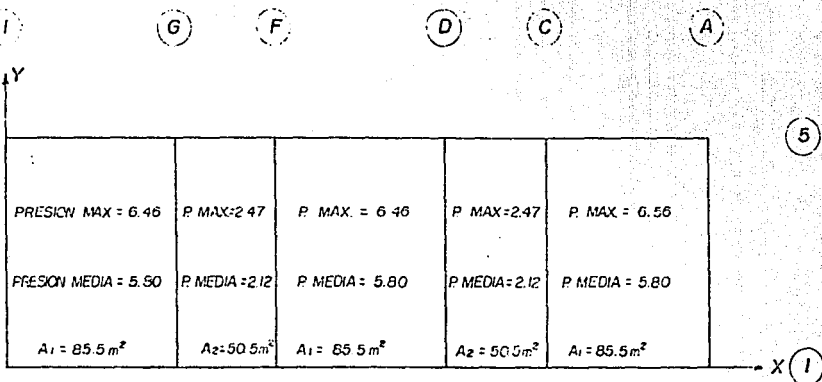 I G F D C A
Y
5
PRESION MAX = 6.46 P. MAX=2.47 P. MAX. = 6.46 P. MAX=2.47 P. MAX. = 6.56
PRESION MEDIA = 5.80 P. MEDIA=2.12 P. MEDIA = 5.80 P. MEDIA=2.12 P. MEDIA = 5.80
A1 = 85.5 m² A2=50.5m² A1 = 85.5 m² A2 = 50.5m² A1 = 85.5m²
X 1